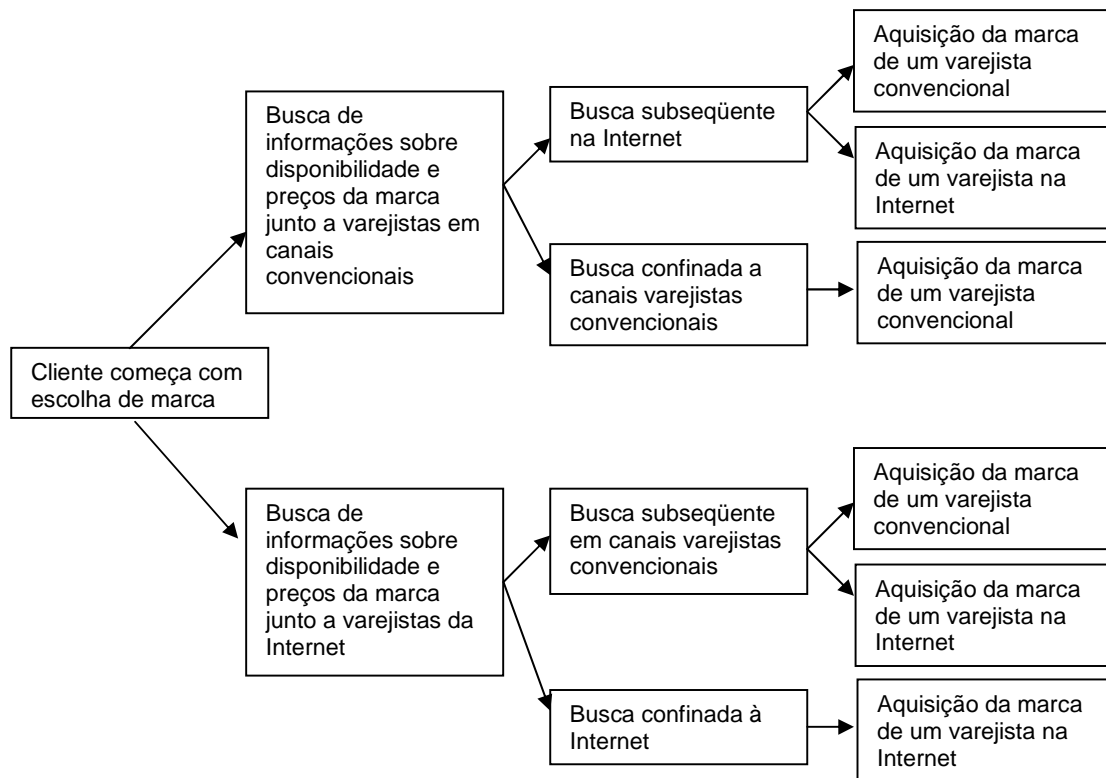 Cliente começa com
escolha de marca
Busca de
informações sobre
disponibilidade e
preços da marca
junto a varejistas em
canais
convencionais
Busca subseqüente
na Internet
Aquisição da marca
de um varejista
convencional
Aquisição da marca
de um varejista na
Internet
Busca confinada a
canais varejistas
convencionais
Aquisição da marca
de um varejista
convencional
Busca de
informações sobre
disponibilidade e
preços da marca
junto a varejistas da
Internet
Busca subseqüente
em canais varejistas
convencionais
Aquisição da marca
de um varejista
convencional
Aquisição da marca
de um varejista na
Internet
Busca confinada à
Internet
Aquisição da marca
de um varejista na
Internet